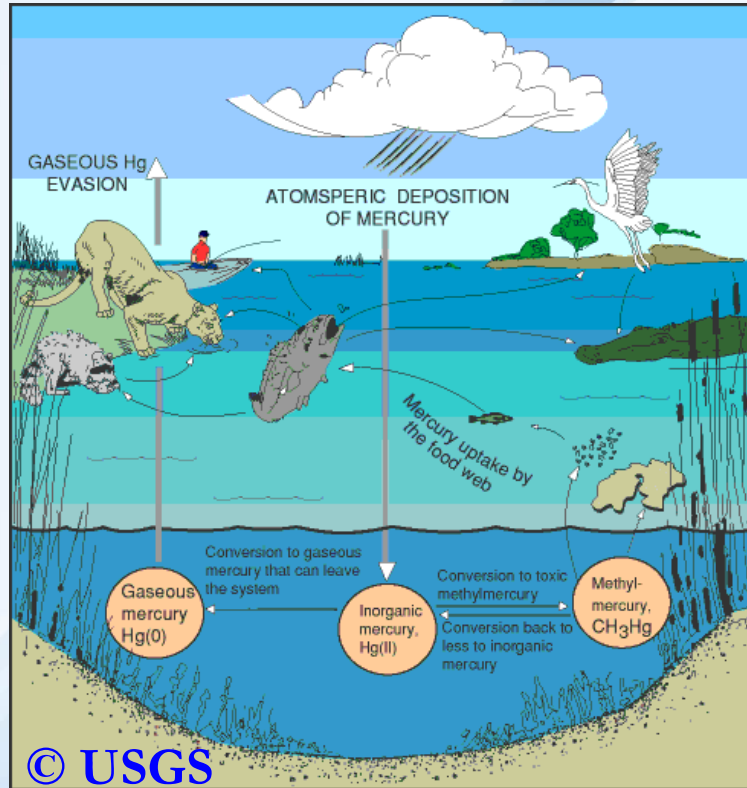 GASEOUS Hg
EVASION
ATOMSPERIC DEPOSITION
OF MERCURY
Mercury uptake by
the food web
Conversion to gaseous
mercury that can leave
the system
Conversion to toxic
methylmercury
Conversion back to
less to inorganic
mercury
Gaseous
mercury
Hg(0)
Inorganic
mercury,
Hg(II)
Methyl-
mercury,
CH3Hg
© USGS